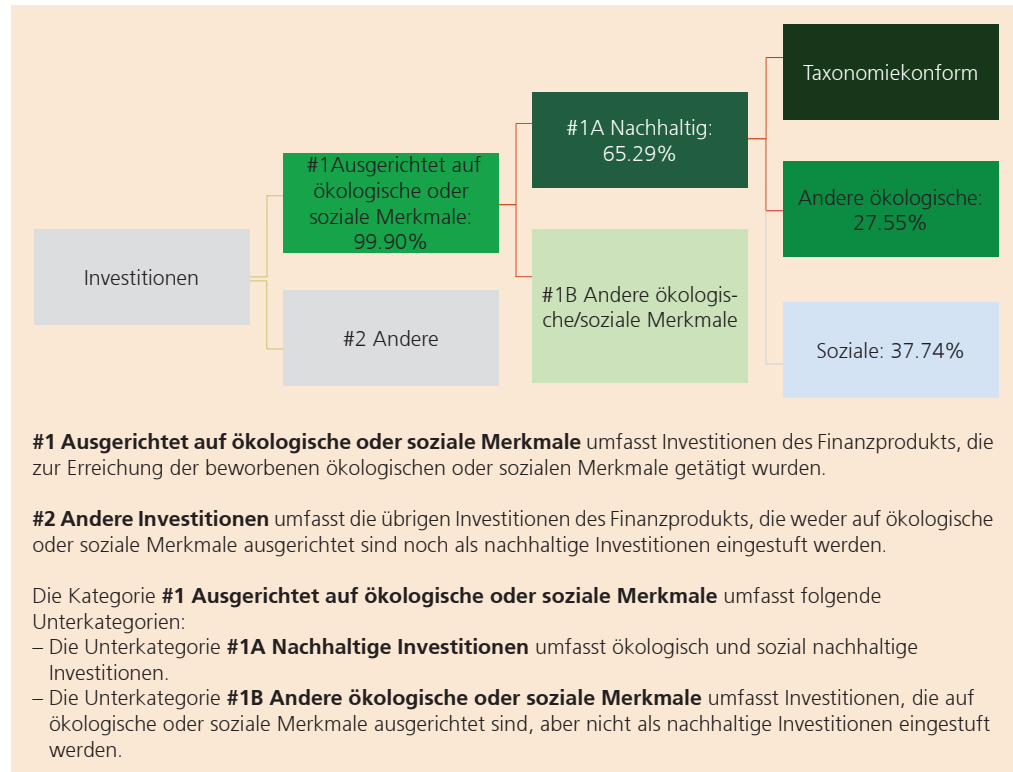 Taxonomiekonform
#1A Nachhaltig:
65.29%
#1Ausgerichtet auf
ökologische oder
soziale Merkmale:
99.90%
Andere ökologische:
27.55%
Investitionen
#1B Andere ökologis-
che/soziale Merkmale
#2 Andere
Soziale: 37.74%
#1 Ausgerichtet auf ökologische oder soziale Merkmale umfasst Investitionen des Finanzprodukts, die
zur Erreichung der beworbenen ökologischen oder sozialen Merkmale getätigt wurden.
#2 Andere Investitionen umfasst die übrigen Investitionen des Finanzprodukts, die weder auf ökologische
oder soziale Merkmale ausgerichtet sind noch als nachhaltige Investitionen eingestuft werden.
Die Kategorie #1 Ausgerichtet auf ökologische oder soziale Merkmale umfasst folgende
Unterkategorien:
– Die Unterkategorie #1A Nachhaltige Investitionen umfasst ökologisch und sozial nachhaltige
Investitionen.
– Die Unterkategorie #1B Andere ökologische oder soziale Merkmale umfasst Investitionen, die auf
ökologische oder soziale Merkmale ausgerichtet sind, aber nicht als nachhaltige Investitionen eingestuft
werden.